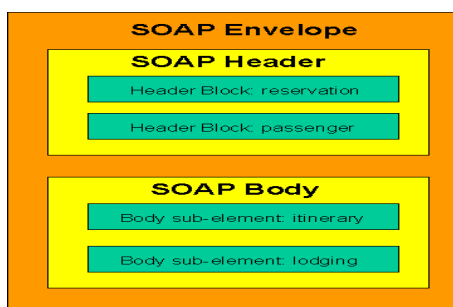 SOAP Envelope
SOAP Header
Header Block: reservation
Header Block: passenger
SOAP Body
Body sub-element: itinerary
Body sub-element: lodging